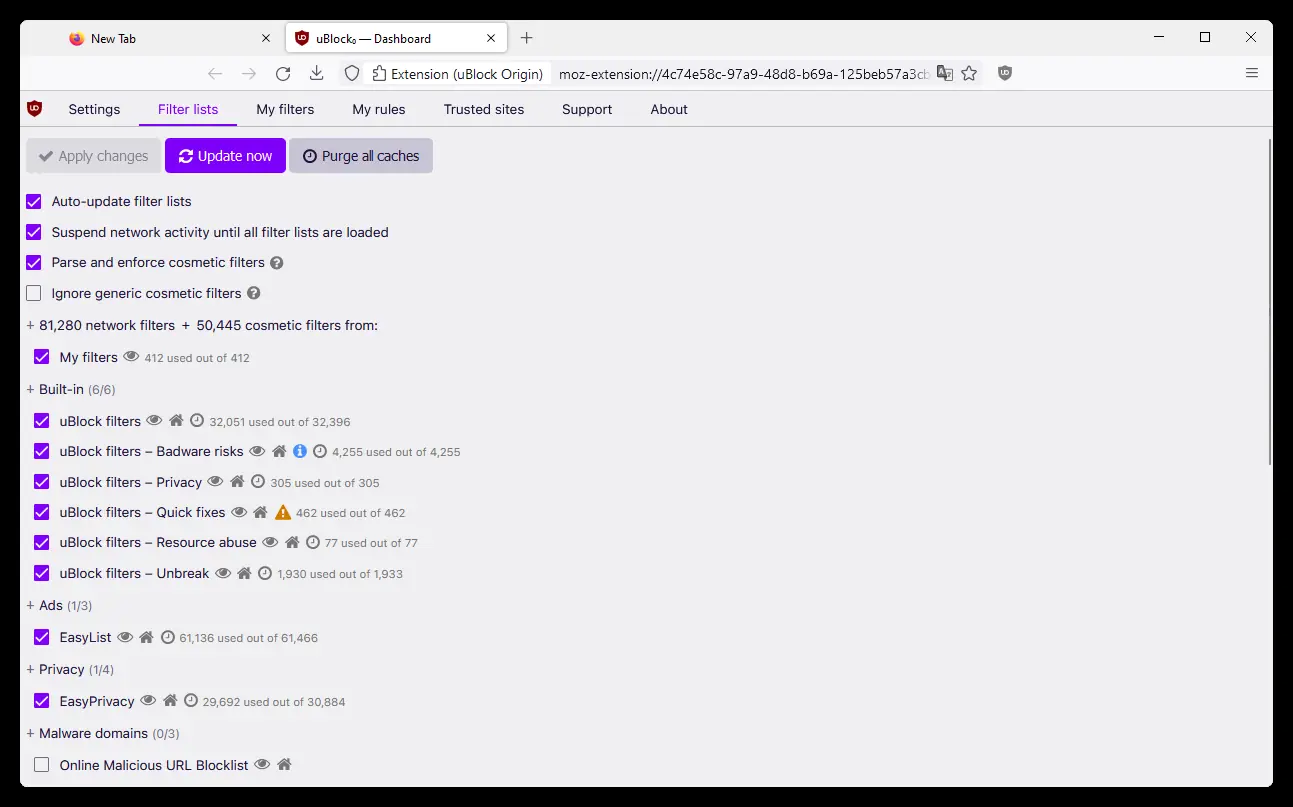 New Tab
uBlock₀ — Dashboard
Extension (uBlock Origin) moz-extension://4c74e58c-97a9-48d8-b69a-125beb57a3cb
Settings Filter lists My filters My rules Trusted sites Support About
Apply changes Update now Purge all caches
Auto-update filter lists
Suspend network activity until all filter lists are loaded
Parse and enforce cosmetic filters
Ignore generic cosmetic filters
+ 81,280 network filters + 50,445 cosmetic filters from:
My filters 412 used out of 412
+ Built-in (6/6)
uBlock filters 32,051 used out of 32,396
uBlock filters – Badware risks 4,255 used out of 4,255
uBlock filters – Privacy 305 used out of 305
uBlock filters – Quick fixes 462 used out of 462
uBlock filters – Resource abuse 77 used out of 77
uBlock filters – Unbreak 1,930 used out of 1,933
+ Ads (1/3)
EasyList 61,136 used out of 61,466
+ Privacy (1/4)
EasyPrivacy 29,692 used out of 30,884
+ Malware domains (0/3)
Online Malicious URL Blocklist